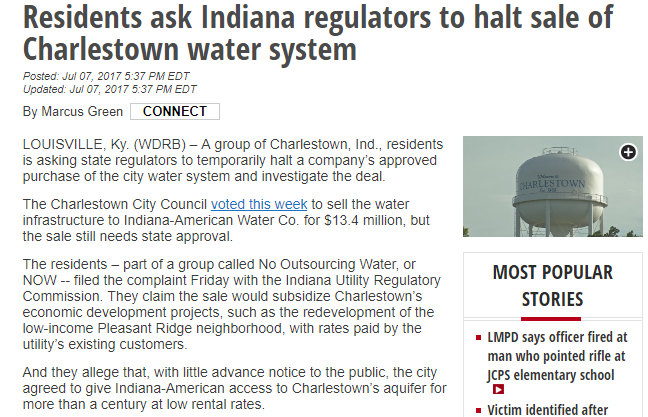 Residents ask Indiana regulators to halt sale of
Charlestown water system
Posted: Jul 07, 2017 5:37 PM EDT
Updated: Jul 07, 2017 5:37 PM EDT
By Marcus Green CONNECT
LOUISVILLE, Ky. (WDRB) – A group of Charlestown, Ind., residents
is asking state regulators to temporarily halt a company’s approved
purchase of the city water system and investigate the deal.
The Charlestown City Council voted this week to sell the water
infrastructure to Indiana-American Water Co. for $13.4 million, but
the sale still needs state approval.
The residents – part of a group called No Outsourcing Water, or
NOW -- filed the complaint Friday with the Indiana Utility Regulatory
Commission. They claim the sale would subsidize Charlestown’s
economic development projects, such as the redevelopment of the
low-income Pleasant Ridge neighborhood, with rates paid by the
utility’s existing customers.
And they allege that, with little advance notice to the public, the city
agreed to give Indiana-American access to Charlestown’s aquifer for
more than a century at low rental rates.
CHARLESTOWN
MOST POPULAR
STORIES
LMPD says officer fired at
man who pointed rifle at
JCPS elementary school
Victim identified after